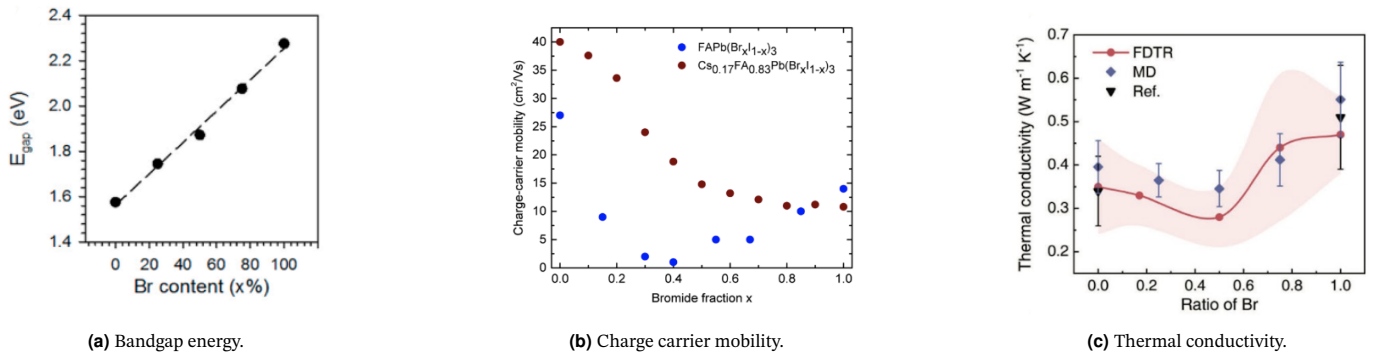 2.4
2.2
2.0
1.8
1.6
1.4
E_gap (eV)
0 20 40 60 80 100
Br content (x%)
(a) Bandgap energy.
40
35
30
25
20
15
10
5
0
Charge-carrier mobility (cm²/Vs)
FAPb(BrₓI₁₋ₓ)₃
Cs₀.₁₇FA₀.₈₃Pb(BrₓI₁₋ₓ)₃
0.0 0.2 0.4 0.6 0.8 1.0
Bromide fraction x
(b) Charge carrier mobility.
0.6
0.5
0.4
0.3
0.2
Thermal conductivity (W m⁻¹ K⁻¹)
FDTR
MD
Ref.
0.0 0.2 0.4 0.6 0.8 1.0
Ratio of Br
(c) Thermal conductivity.